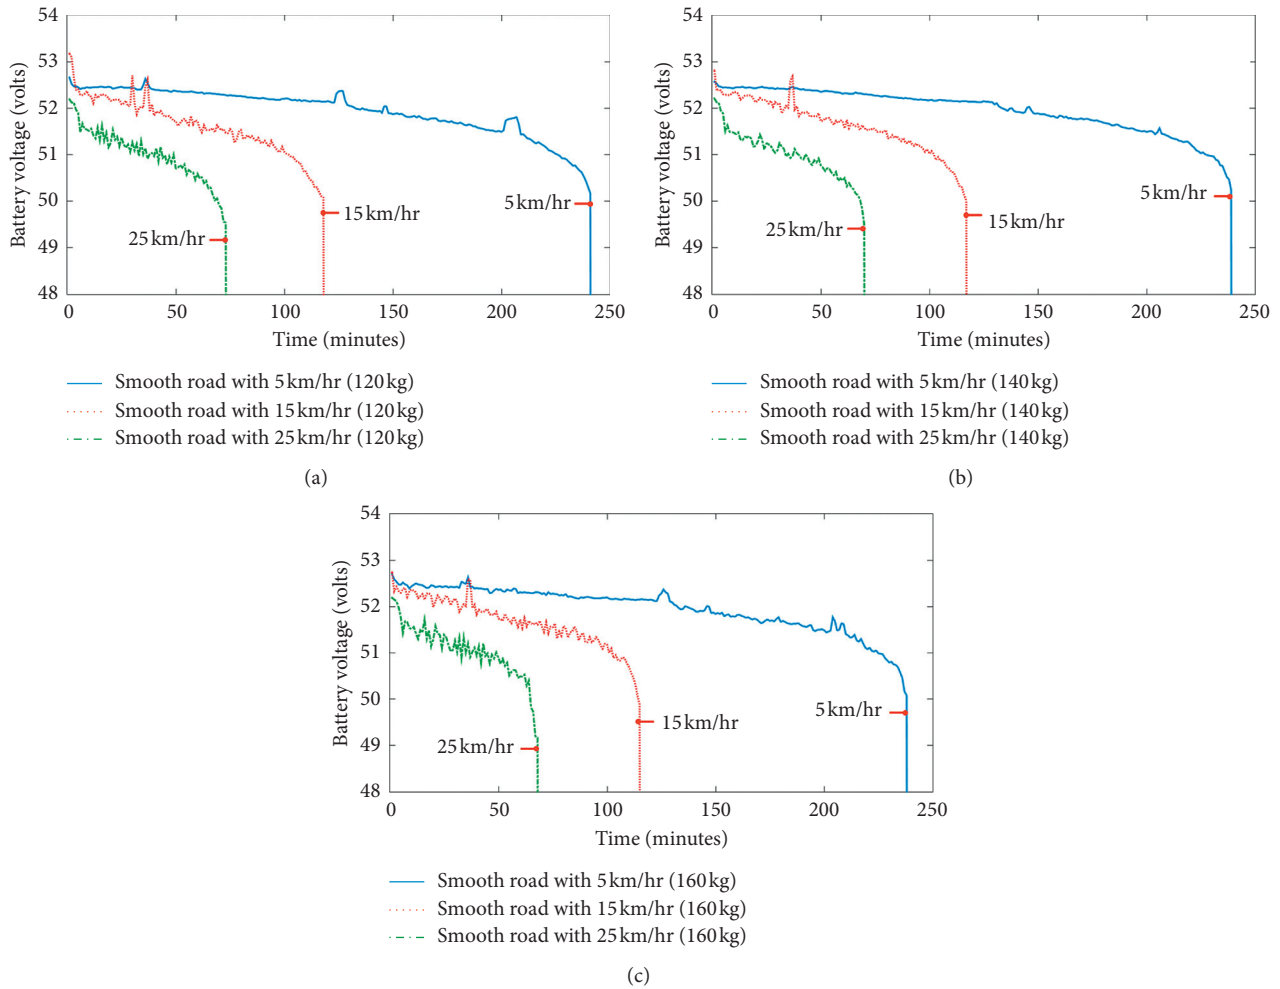 54
53
52
51
50
49
48
Battery voltage (volts)
25 km/hr
15 km/hr
5 km/hr
0
50
100
150
200
250
Time (minutes)
Smooth road with 5 km/hr (120 kg)
Smooth road with 15 km/hr (120 kg)
Smooth road with 25 km/hr (120 kg)
(a)
54
53
52
51
50
49
48
Battery voltage (volts)
25 km/hr
15 km/hr
5 km/hr
0
50
100
150
200
250
Time (minutes)
Smooth road with 5 km/hr (140 kg)
Smooth road with 15 km/hr (140 kg)
Smooth road with 25 km/hr (140 kg)
(b)
54
53
52
51
50
49
48
Battery voltage (volts)
25 km/hr
15 km/hr
5 km/hr
0
50
100
150
200
250
Time (minutes)
Smooth road with 5 km/hr (160 kg)
Smooth road with 15 km/hr (160 kg)
Smooth road with 25 km/hr (160 kg)
(c)